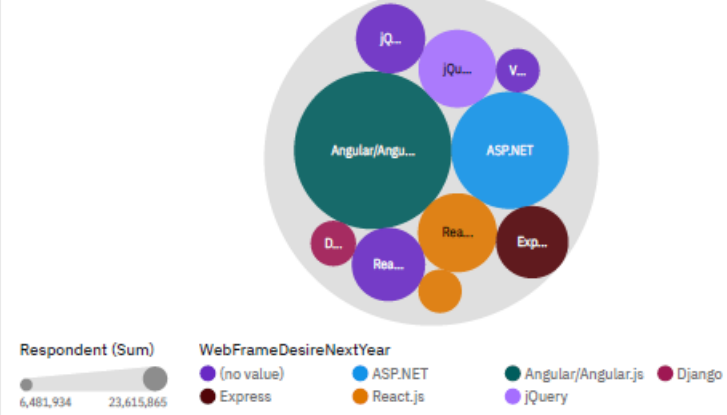 jQ...
jQu...
V...
Angular/Angu...
ASP.NET
Rea...
D...
Exp...
Rea...
Respondent (Sum)
6,481,934 23,615,865
WebFrameDesireNextYear
(no value) ASP.NET Angular/Angular.js Django
Express React.js jQuery